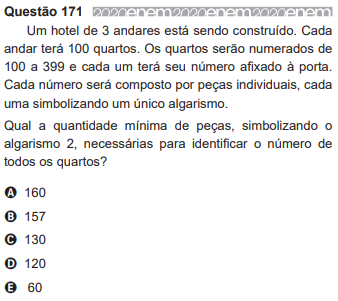 Questão 171 2020enem2020enem2020enem
Um hotel de 3 andares está sendo construído. Cada
andar terá 100 quartos. Os quartos serão numerados de
100 a 399 e cada um terá seu número afixado à porta.
Cada número será composto por peças individuais, cada
uma simbolizando um único algarismo.
Qual a quantidade mínima de peças, simbolizando o
algarismo 2, necessárias para identificar o número de
todos os quartos?
A 160
B 157
C 130
D 120
E 60